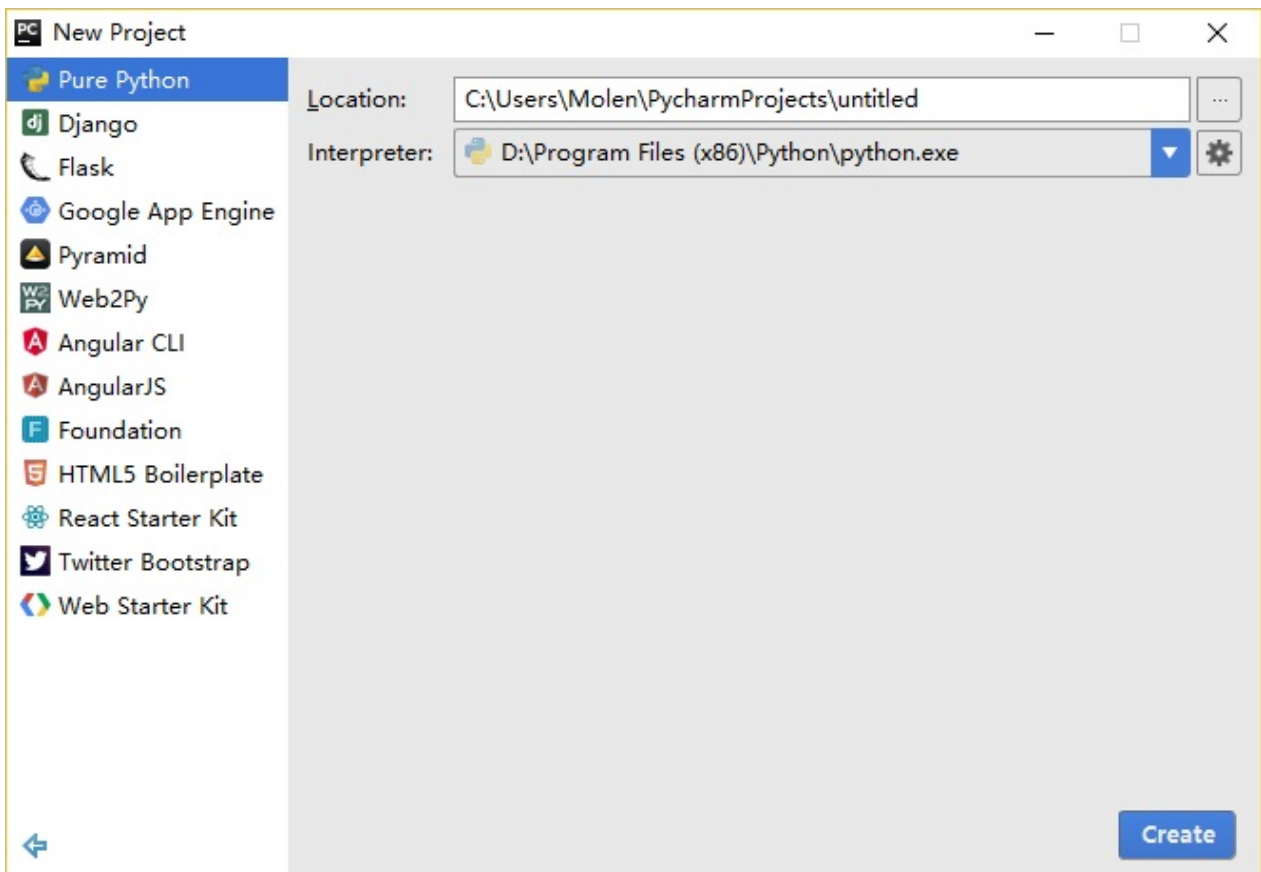 New Project
Pure Python
Django
Flask
Google App Engine
Pyramid
Web2Py
Angular CLI
AngularJS
Foundation
HTML5 Boilerplate
React Starter Kit
Twitter Bootstrap
Web Starter Kit
Location: C:\Users\Molen\PycharmProjects\untitled ...
Interpreter: D:\Program Files (x86)\Python\python.exe
Create